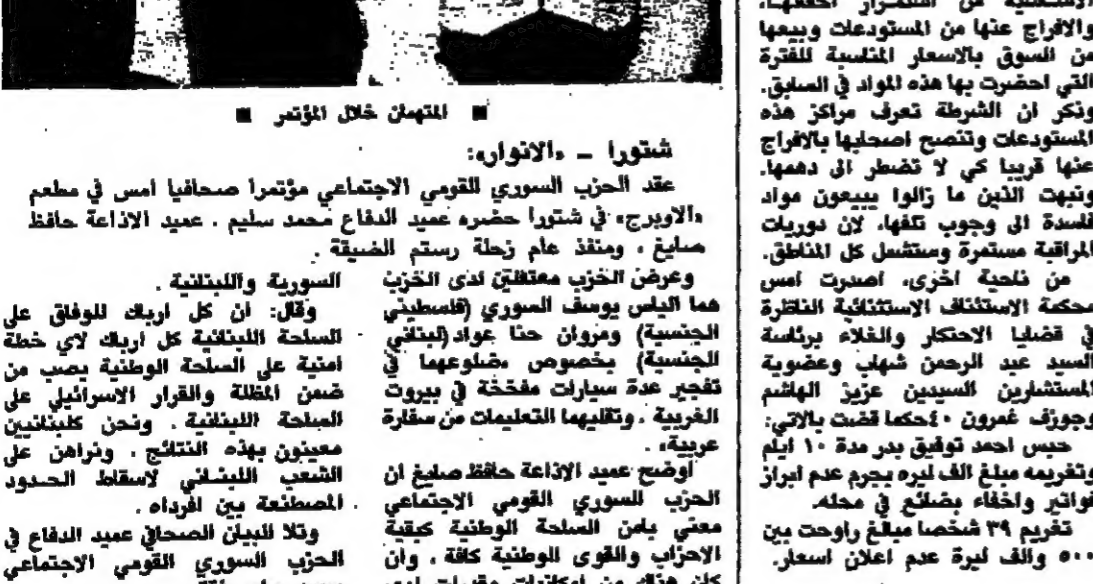 ■ المتهمان خلال المؤتمر ■
شتورا ــ «الانوار»:
عقد الحزب السوري القومي الاجتماعي مؤتمرا صحافيا امس في مطعم
«الاوبرج» في شتورا حضره عميد الدفاع محمد سليم ، عميد الاذاعة حافظ
صايغ ، ومنفذ عام زحلة رستم الضيقة .
وعرض الحزب معتقلين لدى الحزب
هما الياس يوسف السوري (فلسطيني
الجنسية) ومروان حنا عواد (لبناني
الجنسية) بخصوص «ضلوعهما في
تفجير عدة سيارات مفخخة في بيروت
الغربية ، وتقليهما التعليمات من سفارة
عربية» .
اوضح عميد الاذاعة حافظ صايغ ان
الحزب السوري القومي الاجتماعي
معني بامن الساحة الوطنية كبقية
الاحزاب والقوى الوطنية كافة ، وان
السورية واللبنانية .
وقال: ان كل ارباك للوفاق على
الساحة اللبنانية كل ارباك لاي خطة
امنية على الساحة الوطنية يصب من
ضمن المظلة والقرار الاسرائيلي على
الساحة اللبنانية . ونحن كلبنانيين
معنيون بهذه النتائج . ونراهن على
الشعب اللبناني لاسقاط الحدود
المصطنعة بين افراده .
وتلا البيان الصحافي عميد الدفاع في
الحزب السوري القومي الاجتماعي
من استمرار
والافراج عنها من المستودعات وبيعها
من السوق بالاسعار المناسبة للفترة
التي احضرت بها هذه المواد في السابق.
وذكر ان الشرطة تعرف مراكز هذه
المستودعات وتنصح اصحابها بالافراج
عنها قريبا كي لا تضطر الى دهمها.
ونبهت الذين ما زالوا يبيعون مواد
فاسدة الى وجوب تلفها، لان دوريات
المراقبة مستمرة وستشمل كل المناطق.
من ناحية اخرى، اصدرت امس
محكمة الاستئناف الاستثنائية الناظرة
في قضايا الاحتكار والغلاء برئاسة
السيد عبد الرحمن شهاب وعضوية
المستشارين السيدين عزيز الهاشم
وجوزف غمرون ٤٠ حكما قضت بالاتي:
حبس احمد توفيق بدر مدة ١٠ ايام
وتغريمه مبلغ الف ليره بجرم عدم ابراز
فواتير واخفاء بضائع في محله.
تغريم ٣٩ شخصا مبالغ راوحت بين
٥٠٠ والف ليرة عدم اعلان اسعار.